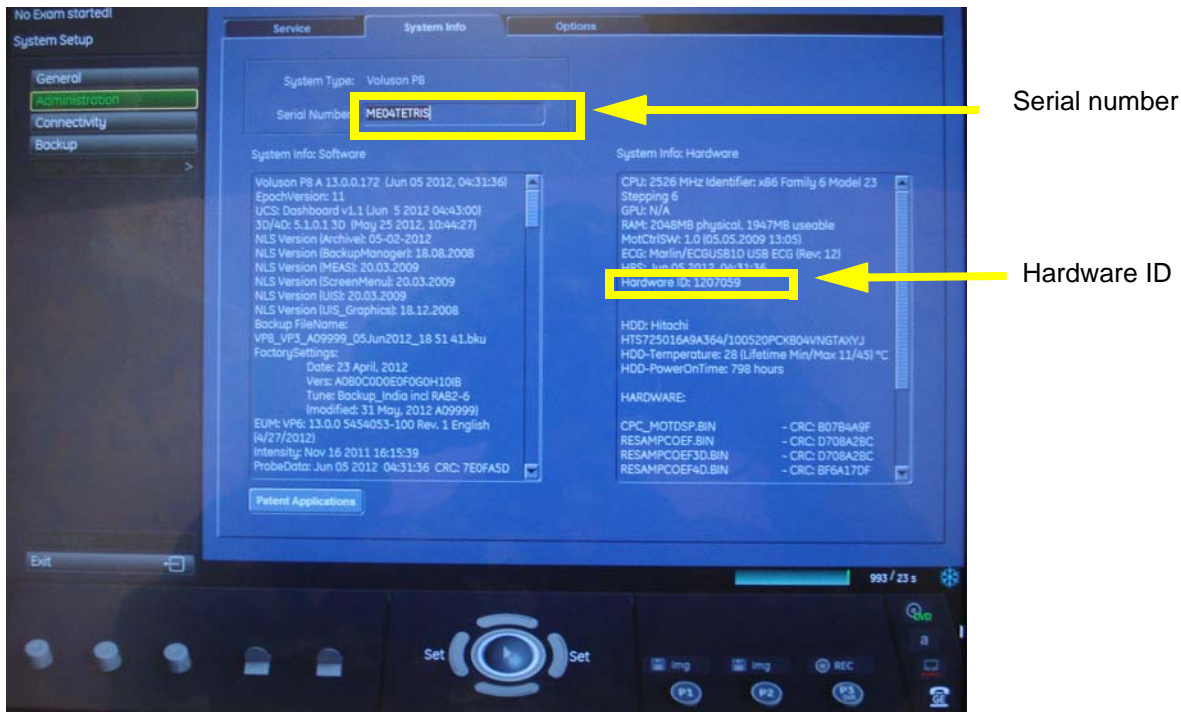 No Exam started!
System Setup
General
Administration
Connectivity
Backup
>
Exit
Service
System Info
Options
System Type: Voluson P8
Serial Number: ME04TETRIS
Serial number
System Info: Software
Voluson P8 A 13.0.0.172 (Jun 05 2012, 04:31:36)
EpochVersion: 11
UCS: Dashboard v1.1 (Jun 5 2012 04:43:00)
3D/4D: 5.1.0.1 3D (May 25 2012, 10:44:27)
NLS Version (Archive): 05-02-2012
NLS Version (BackupManager): 18.08.2008
NLS Version (MEAS): 20.03.2009
NLS Version (ScreenMenu): 20.03.2009
NLS Version (UIS): 20.03.2009
NLS Version (UIS_Graphics): 18.12.2008
Backup FileName:
VP8_VP3_A09999_05Jun2012_18 51 41.bku
FactorySettings:
Date: 23 April, 2012
Vers: A0B0C0D0E0F0G0H10IB
Tune: Backup_India incl RAB2-6
(modified: 31 May, 2012 A09999)
EUM: VP6: 13.0.0 5454053-100 Rev. 1 English
(4/27/2012)
Intensity: Nov 16 2011 16:15:39
ProbeData: Jun 05 2012 04:31:36 CRC: 7E0FA5D
Patent Applications
System Info: Hardware
CPU: 2526 MHz Identifier: x86 Family 6 Model 23
Stepping 6
GPU: N/A
RAM: 2048MB physical, 1947MB useable
MotCtrlSW: 1.0 (05.05.2009 13:05)
ECG: Marlin/ECGUSB1D USB ECG (Rev: 12)
HRS: Jun 05 2012, 04:31:36
Hardware ID: 1207059
Hardware ID
HDD: Hitachi
HTS725016A9A364/100520PCKB04VNGTAXYJ
HDD-Temperature: 28 (Lifetime Min/Max 11/45) °C
HDD-PowerOnTime: 798 hours
HARDWARE:
CPC_MOTDSP.BIN - CRC: B07B4A9F
RESAMPCOEF.BIN - CRC: D708A2BC
RESAMPCOEF3D.BIN - CRC: D708A2BC
RESAMPCOEF4D.BIN - CRC: BF6A17DF
993 / 23 s
DVD
a
Set
Set
Img
Img
REC
P1
P2
P3
GE